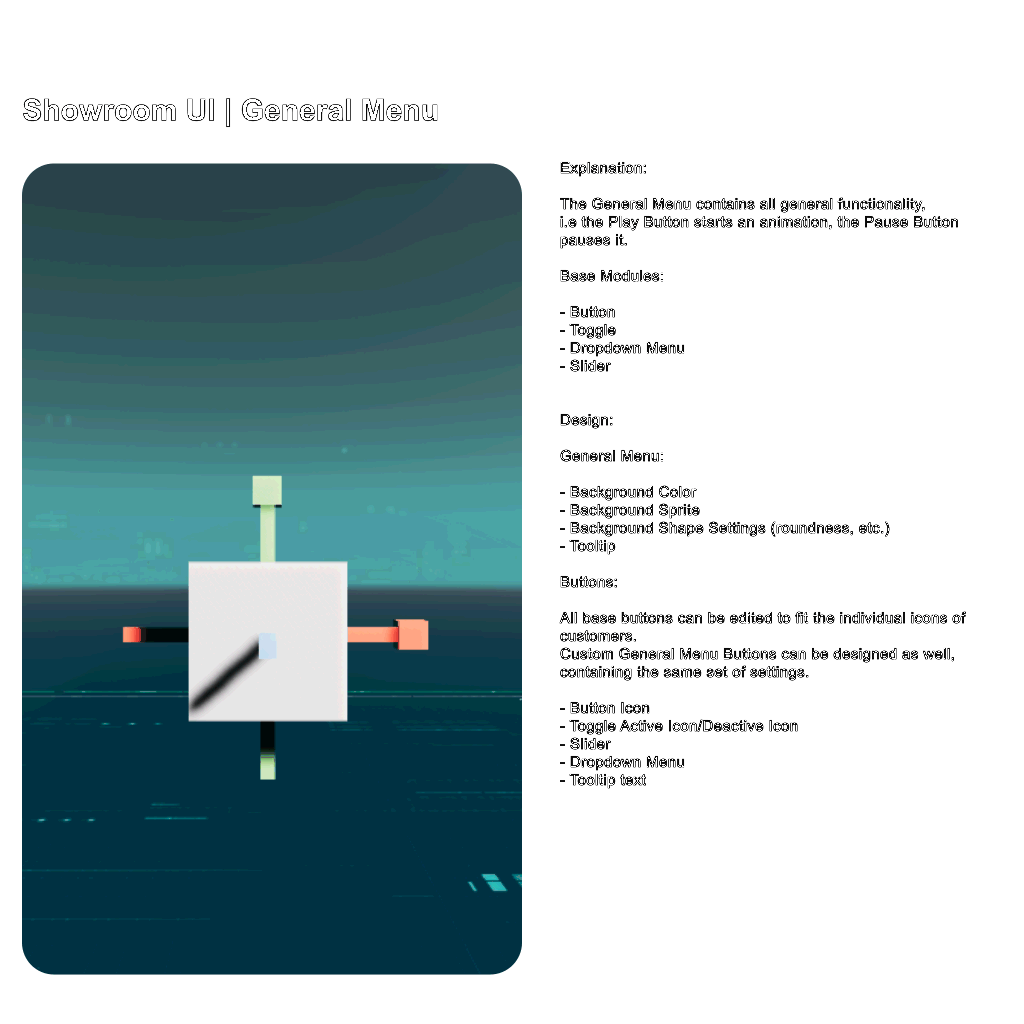 Showroom UI | General Menu
Explanation:
The General Menu contains all general functionality,
i.e the Play Button starts an animation, the Pause Button
pauses it.
Base Modules:
- Button
- Toggle
- Dropdown Menu
- Slider
Design:
General Menu:
- Background Color
- Background Sprite
- Background Shape Settings (roundness, etc.)
- Tooltip
Buttons:
All base buttons can be edited to fit the individual icons of
customers.
Custom General Menu Buttons can be designed as well,
containing the same set of settings.
- Button Icon
- Toggle Active Icon/Deactive Icon
- Slider
- Dropdown Menu
- Tooltip text